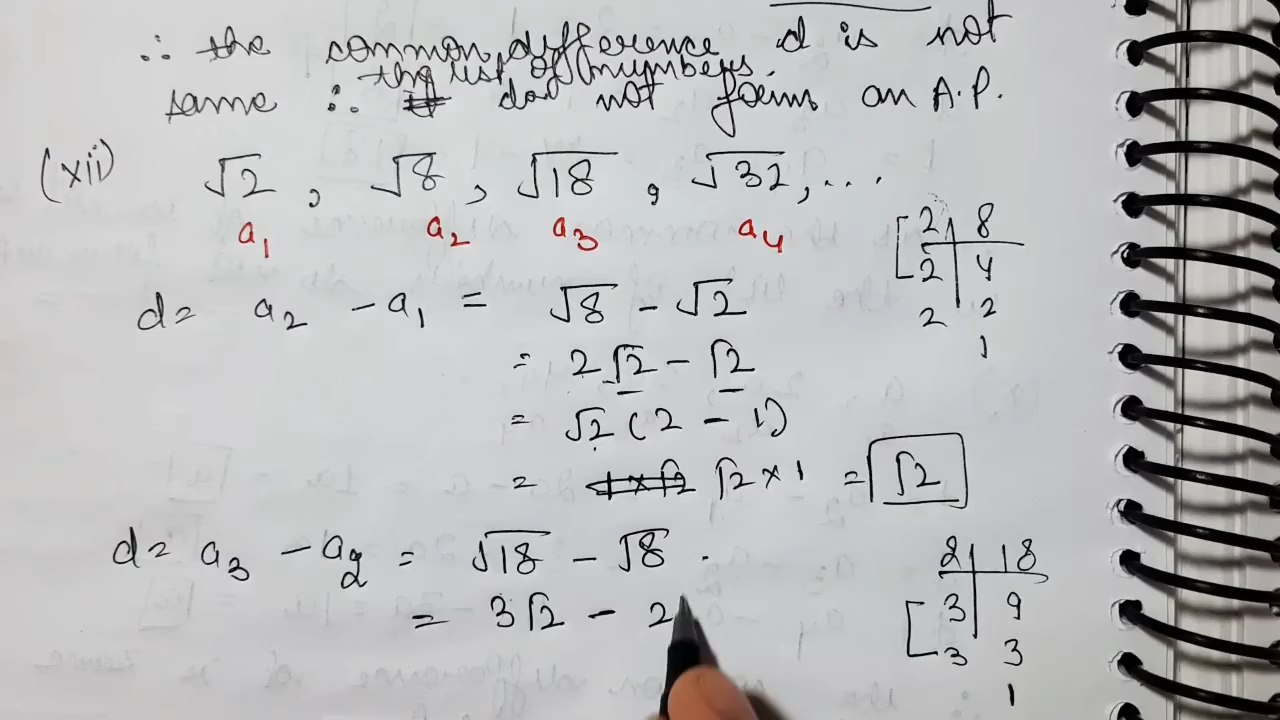 ∴ the common difference d is not
the list of numbers
same ∴ it does not form an A.P.
(xii) √2, √8, √18, √32, ...
a₁ a₂ a₃ a₄
d= a₂ - a₁ = √8 - √2
= 2√2 - √2
= √2 (2 - 1)
= 1×√2 √2 × 1 = √2
d= a₃ - a₂ = √18 - √8
= 3√2 - 2
2 8
2 4
2 2
1
2 18
3 9
3 3
1